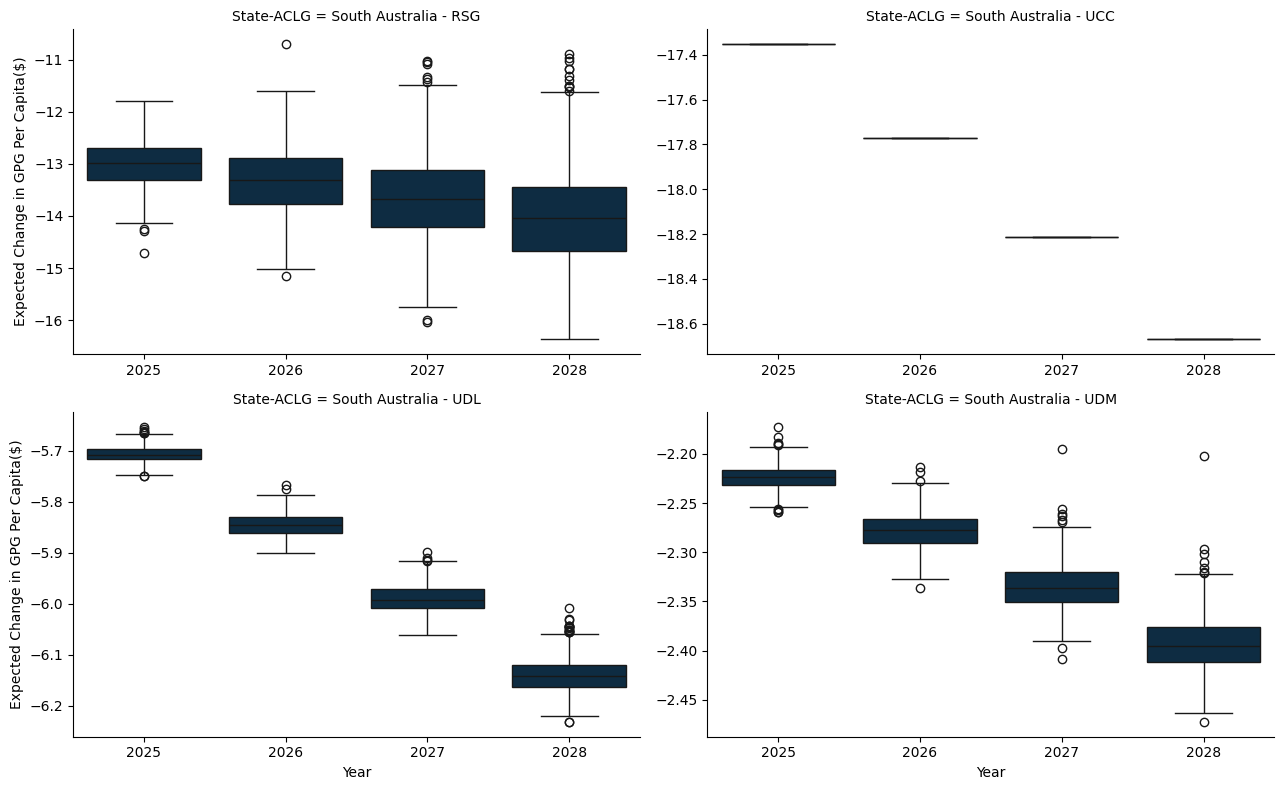 State-ACLG = South Australia - RSG
Expected Change in GPG Per Capita($)
−11
−12
−13
−14
−15
−16
2025 2026 2027 2028
State-ACLG = South Australia - UCC
−17.4
−17.6
−17.8
−18.0
−18.2
−18.4
−18.6
2025 2026 2027 2028
State-ACLG = South Australia - UDL
Expected Change in GPG Per Capita($)
−5.7
−5.8
−5.9
−6.0
−6.1
−6.2
2025 2026 2027 2028
Year
State-ACLG = South Australia - UDM
−2.20
−2.25
−2.30
−2.35
−2.40
−2.45
2025 2026 2027 2028
Year